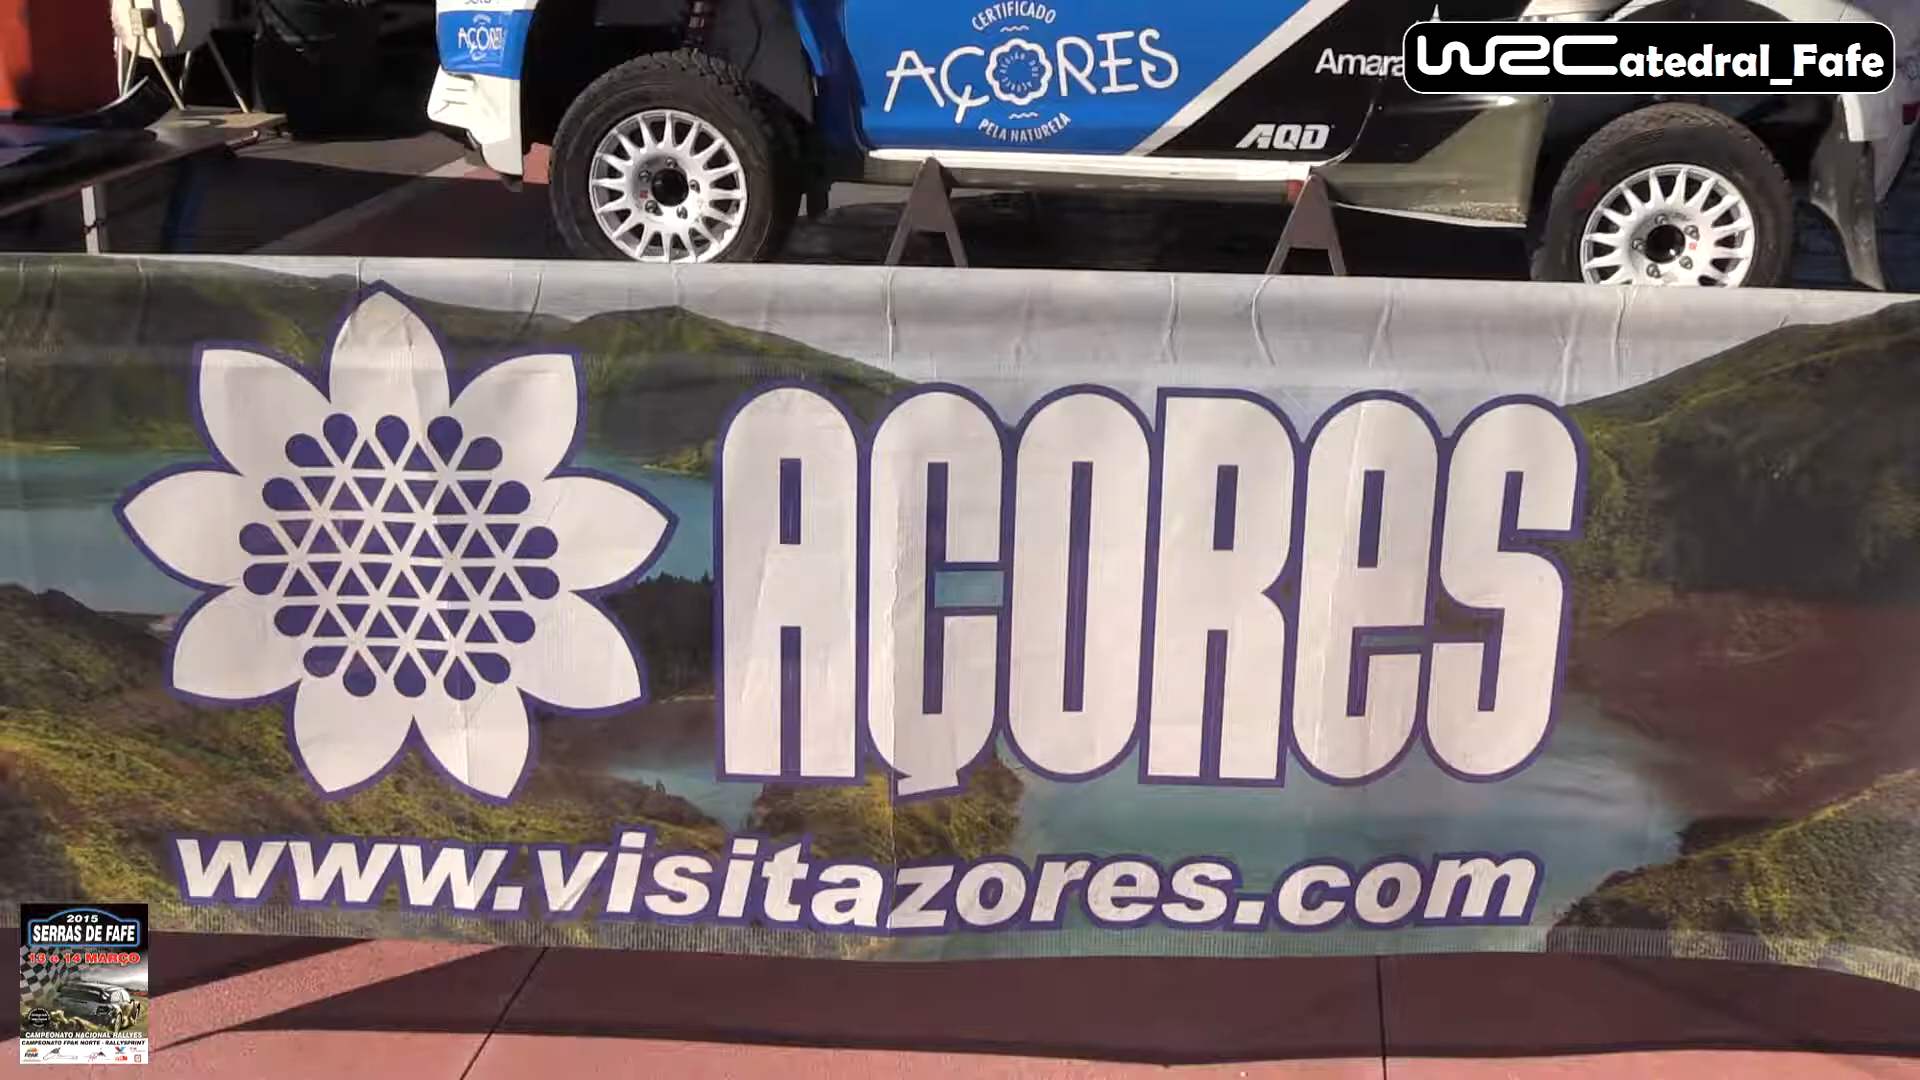 CERTIFICADO
AÇORES
PELA NATUREZA
AÇORES
Amara
AQD
WRCatedral_Fafe
AÇORES
www.visitazores.com
2015
SERRAS DE FAFE
13 e 14 MARÇO
CAMPEONATO NACIONAL RALLYES
CAMPEONATO FPAK NORTE - RALLYSPRINT